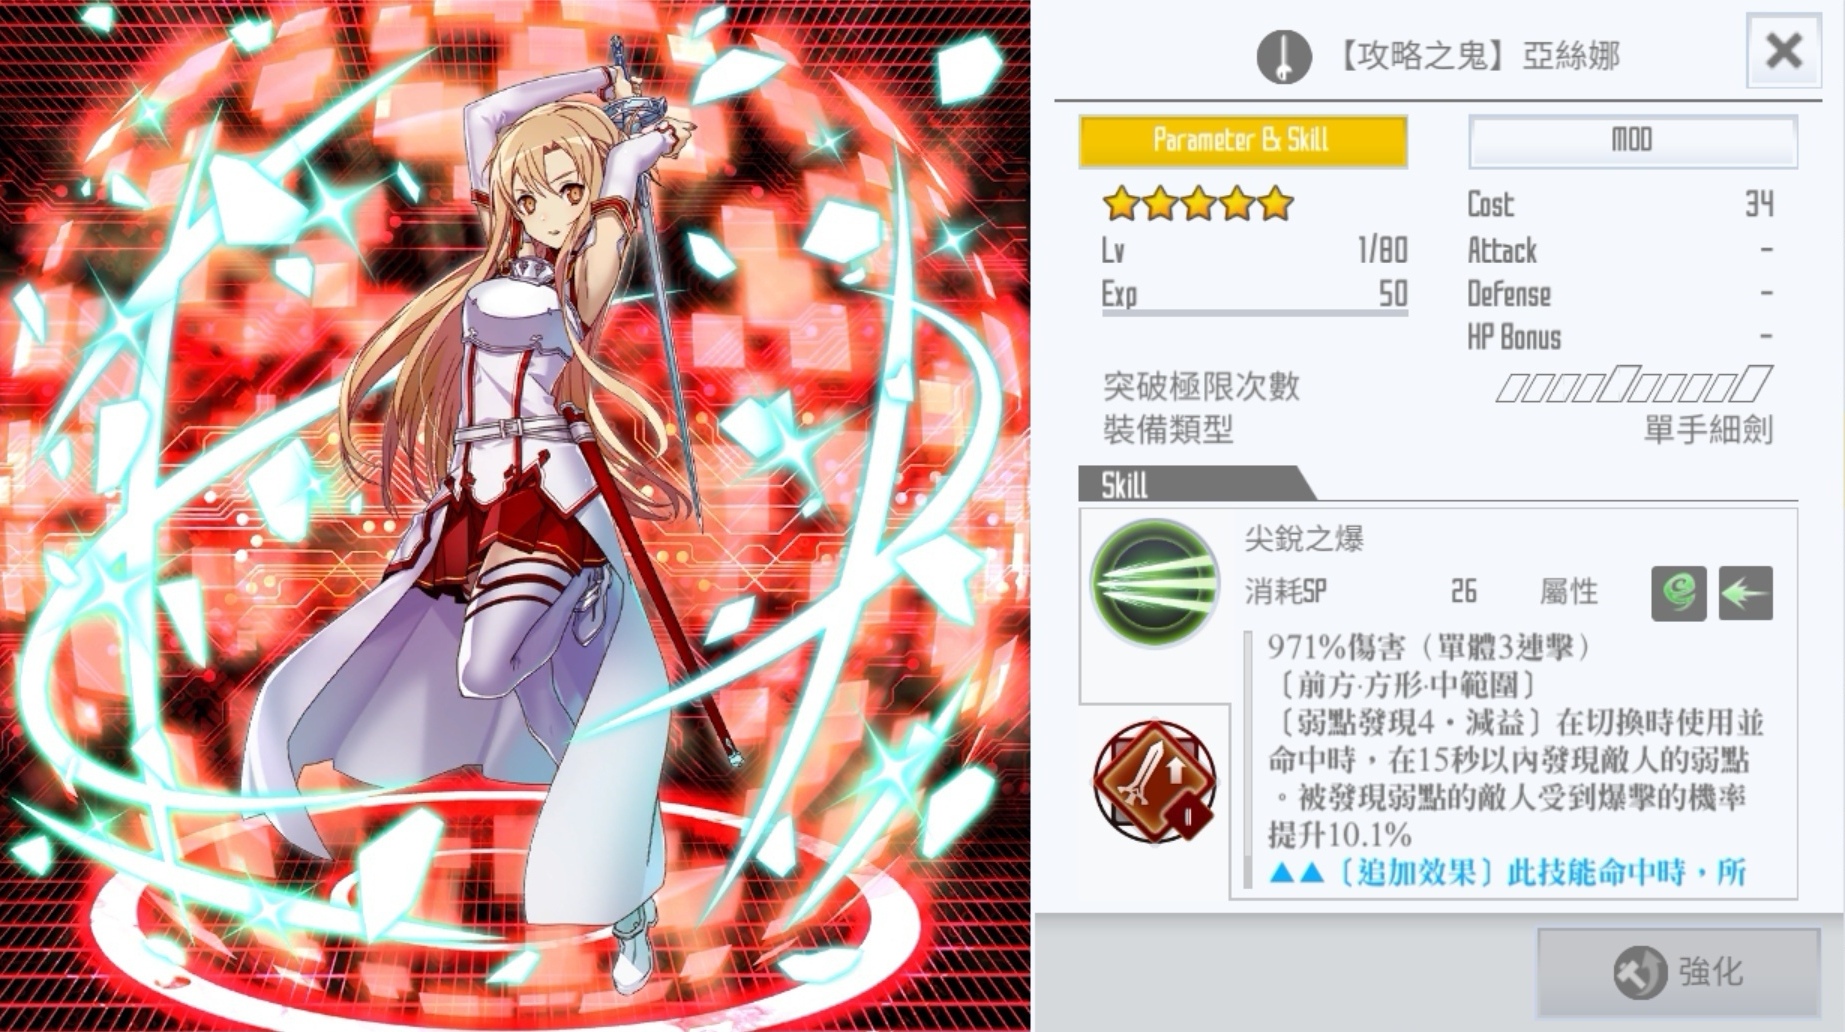 【攻略之鬼】亞絲娜
Parameter & Skill
MOD
Lv 1/80
Exp 50
Cost 34
Attack -
Defense -
HP Bonus -
突破極限次數
裝備類型 單手細劍
Skill
尖銳之爆
消耗SP 26 屬性
971%傷害（單體3連擊）
〔前方·方形·中範圍〕
〔弱點發現4・減益〕在切換時使用並
命中時，在15秒以內發現敵人的弱點
。被發現弱點的敵人受到爆擊的機率
提升10.1%
▲▲〔追加效果〕此技能命中時，所
強化